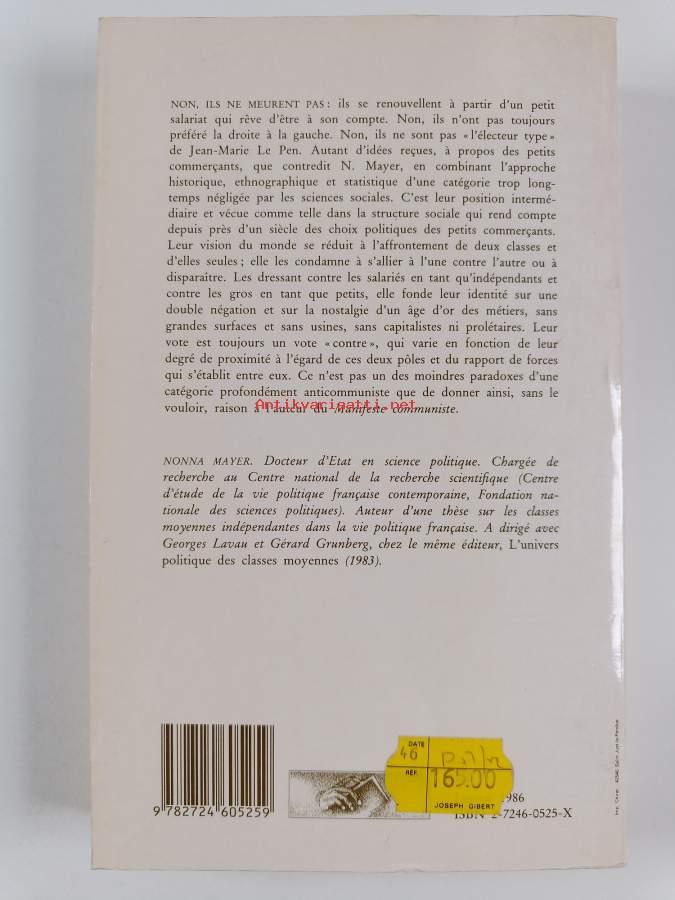 NON, ILS NE MEURENT PAS : ils se renouvellent à partir d'un petit
salariat qui rêve d'être à son compte. Non, ils n'ont pas toujours
préféré la droite à la gauche. Non, ils ne sont pas « l'électeur type »
de Jean-Marie Le Pen. Autant d'idées reçues, à propos des petits
commerçants, que contredit N. Mayer, en combinant l'approche
historique, ethnographique et statistique d'une catégorie trop long-
temps négligée par les sciences sociales. C'est leur position intermé-
diaire et vécue comme telle dans la structure sociale qui rend compte
depuis près d'un siècle des choix politiques des petits commerçants.
Leur vision du monde se réduit à l'affrontement de deux classes et
d'elles seules ; elle les condamne à s'allier à l'une contre l'autre ou à
disparaître. Les dressant contre les salariés en tant qu'indépendants et
contre les gros en tant que petits, elle fonde leur identité sur une
double négation et sur la nostalgie d'un âge d'or des métiers, sans
grandes surfaces et sans usines, sans capitalistes ni prolétaires. Leur
vote est toujours un vote « contre », qui varie en fonction de leur
degré de proximité à l'égard de ces deux pôles et du rapport de forces
qui s'établit entre eux. Ce n'est pas un des moindres paradoxes d'une
catégorie profondément anticommuniste que de donner ainsi, sans le
vouloir, raison à l'auteur du Manifeste communiste.
Antikvariaatti.net
NONNA MAYER. Docteur d'Etat en science politique. Chargée de
recherche au Centre national de la recherche scientifique (Centre
d'étude de la vie politique française contemporaine, Fondation na-
tionale des sciences politiques). Auteur d'une thèse sur les classes
moyennes indépendantes dans la vie politique française. A dirigé avec
Georges Lavau et Gérard Grunberg, chez le même éditeur, L'univers
politique des classes moyennes (1983).
DATE
46
RÉF.
165.00
JOSEPH GIBERT
1986
ISBN 2-7246-0525-X
9 782724 605259